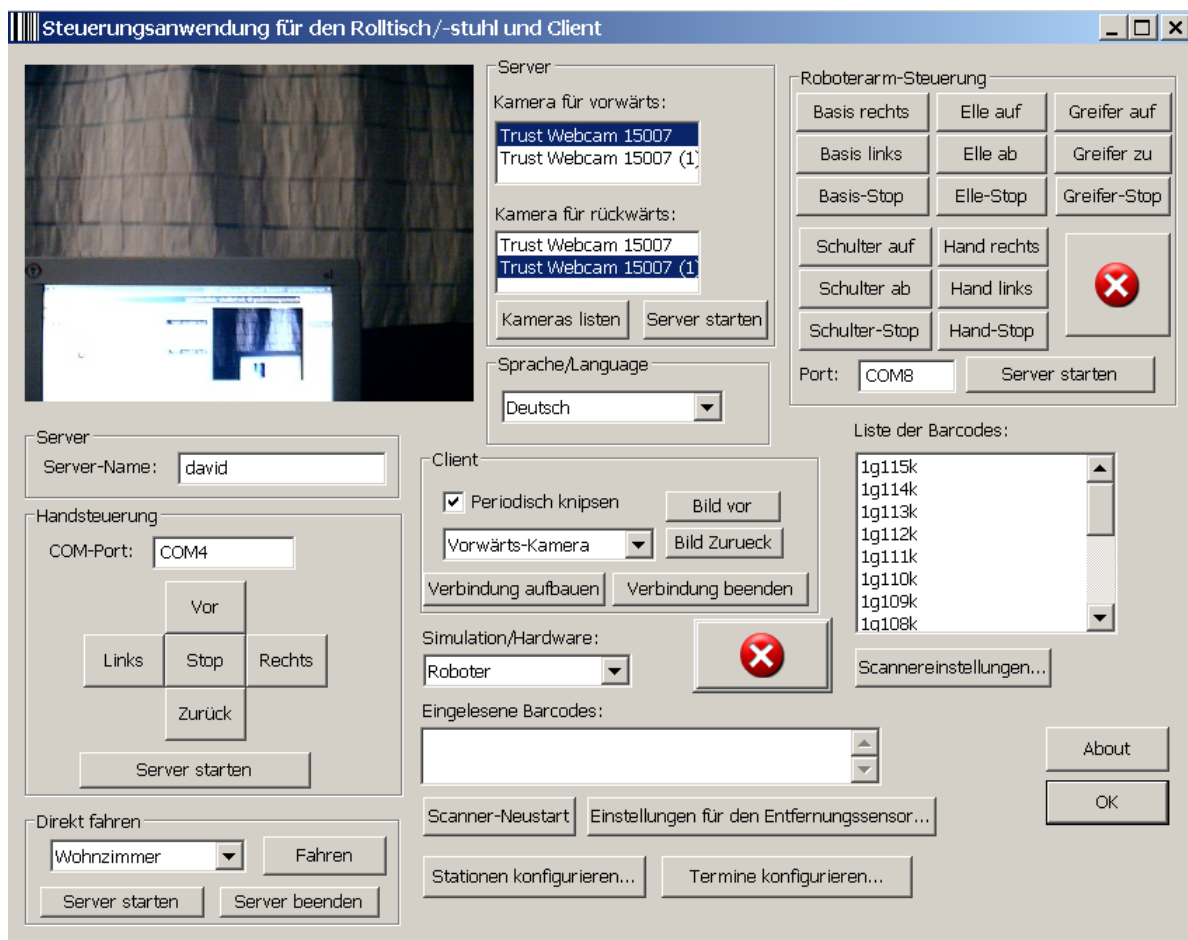 Steuerungsanwendung für den Rolltisch/-stuhl und Client
Server
Kamera für vorwärts:
Trust Webcam 15007
Trust Webcam 15007 (1)
Kamera für rückwärts:
Trust Webcam 15007
Trust Webcam 15007 (1)
Kameras listen
Server starten
Roboterarm-Steuerung
Basis rechts
Elle auf
Greifer auf
Basis links
Elle ab
Greifer zu
Basis-Stop
Elle-Stop
Greifer-Stop
Schulter auf
Hand rechts
Schulter ab
Hand links
Schulter-Stop
Hand-Stop
Port:
COM8
Server starten
Sprache/Language
Deutsch
Server
Server-Name:
david
Handsteuerung
COM-Port:
COM4
Vor
Links
Stop
Rechts
Zurück
Server starten
Direkt fahren
Wohnzimmer
Fahren
Server starten
Server beenden
Client
Periodisch knipsen
Bild vor
Vorwärts-Kamera
Bild Zurueck
Verbindung aufbauen
Verbindung beenden
Simulation/Hardware:
Roboter
Eingelesene Barcodes:
Scanner-Neustart
Einstellungen für den Entfernungssensor...
Stationen konfigurieren...
Termine konfigurieren...
Liste der Barcodes:
1g115k
1g114k
1g113k
1g112k
1g111k
1g110k
1g109k
1g108k
Scannereinstellungen...
About
OK